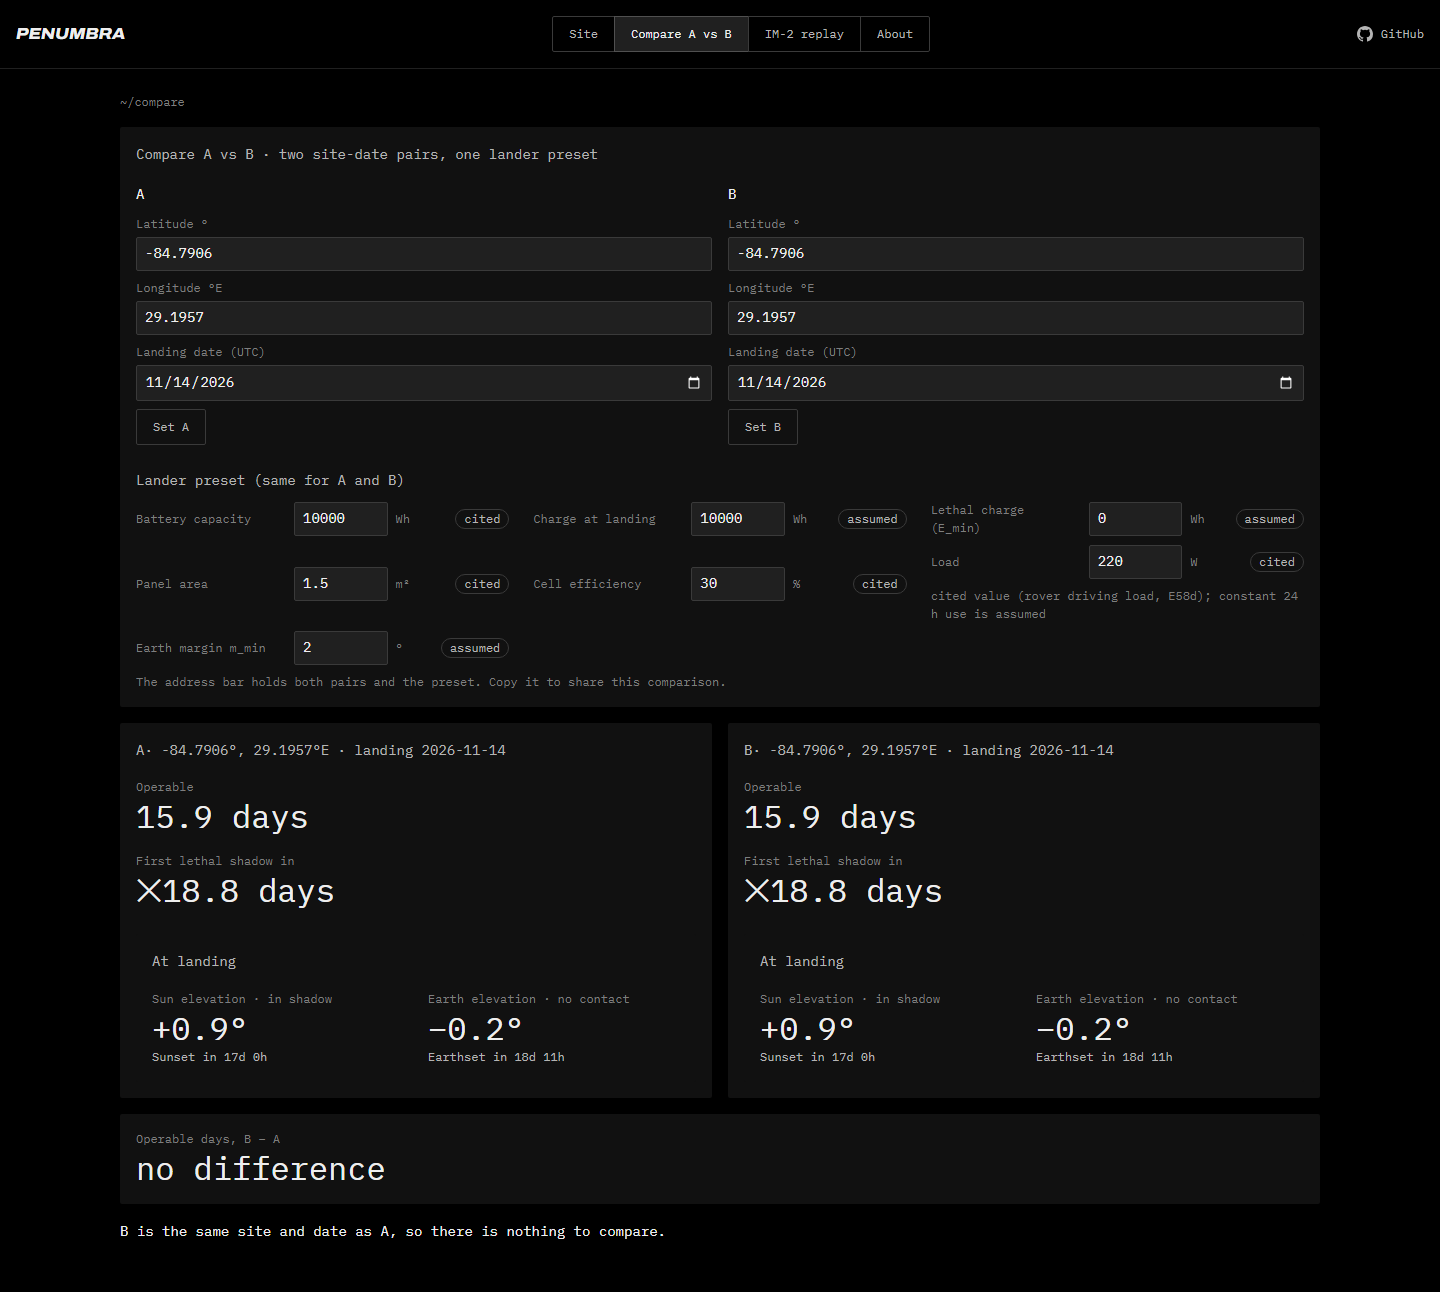 PENUMBRA
Site
Compare A vs B
IM-2 replay
About
GitHub
~/compare
Compare A vs B · two site-date pairs, one lander preset
A
Latitude °
-84.7906
Longitude °E
29.1957
Landing date (UTC)
11/14/2026
Set A
B
Latitude °
-84.7906
Longitude °E
29.1957
Landing date (UTC)
11/14/2026
Set B
Lander preset (same for A and B)
Battery capacity 10000 Wh cited
Charge at landing 10000 Wh assumed
Lethal charge
(E_min)
0 Wh assumed
Panel area 1.5 m² cited
Cell efficiency 30 % cited
Load 220 W cited
cited value (rover driving load, E58d); constant 24
h use is assumed
Earth margin m_min 2 ° assumed
The address bar holds both pairs and the preset. Copy it to share this comparison.
A· -84.7906°, 29.1957°E · landing 2026-11-14
Operable
15.9 days
First lethal shadow in
18.8 days
At landing
Sun elevation · in shadow
+0.9°
Sunset in 17d 0h
Earth elevation · no contact
−0.2°
Earthset in 18d 11h
B· -84.7906°, 29.1957°E · landing 2026-11-14
Operable
15.9 days
First lethal shadow in
18.8 days
At landing
Sun elevation · in shadow
+0.9°
Sunset in 17d 0h
Earth elevation · no contact
−0.2°
Earthset in 18d 11h
Operable days, B − A
no difference
B is the same site and date as A, so there is nothing to compare.